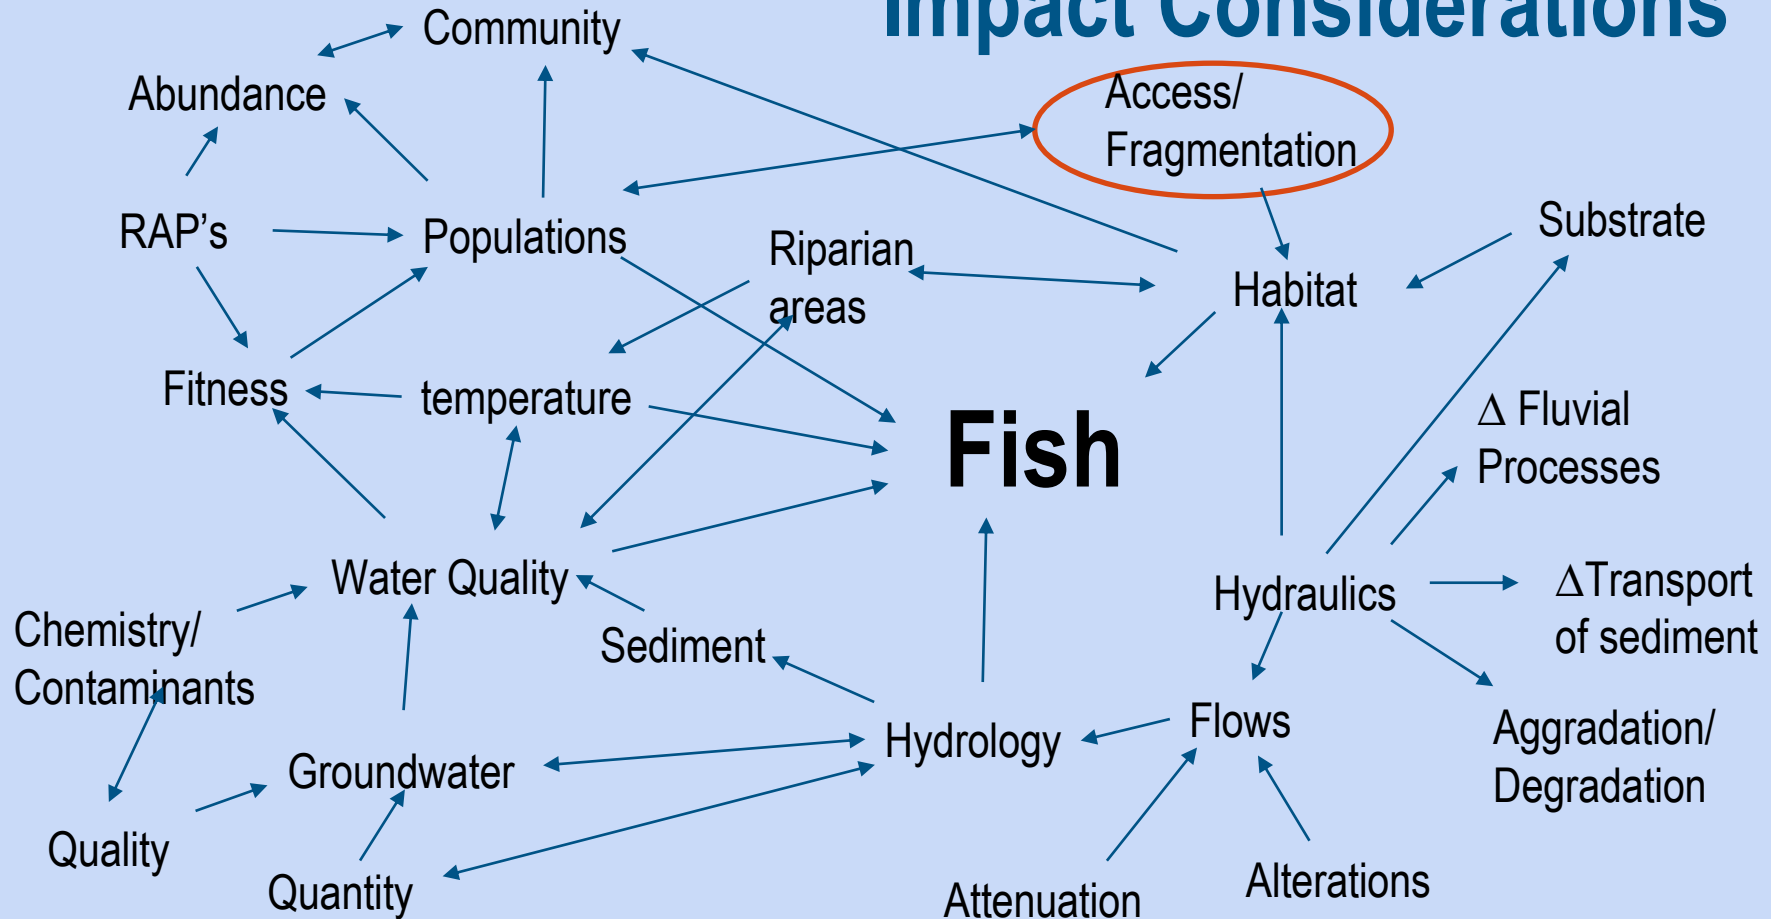 Impact Considerations
Community
Abundance
Access/
Fragmentation
RAP's
Populations
Riparian
areas
Substrate
Habitat
Fitness
temperature
Fish
Δ Fluvial
Processes
Water Quality
Hydraulics
ΔTransport
of sediment
Chemistry/
Contaminants
Sediment
Groundwater
Hydrology
Flows
Aggradation/
Degradation
Quality
Quantity
Attenuation
Alterations